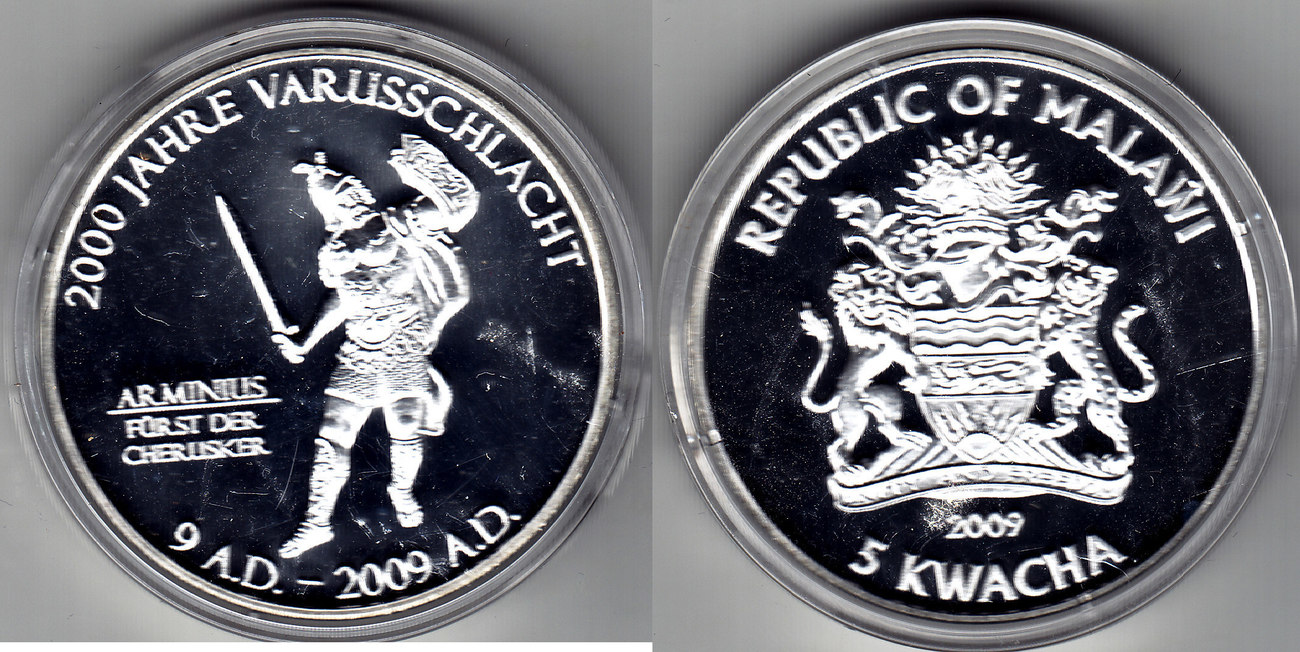 2000 JAHRE VARUSSCHLACHT
ARMINIUS
FÜRST DER
CHERUSKER
9 A.D. – 2009 A.D.
REPUBLIC OF MALAWI
2009
5 KWACHA